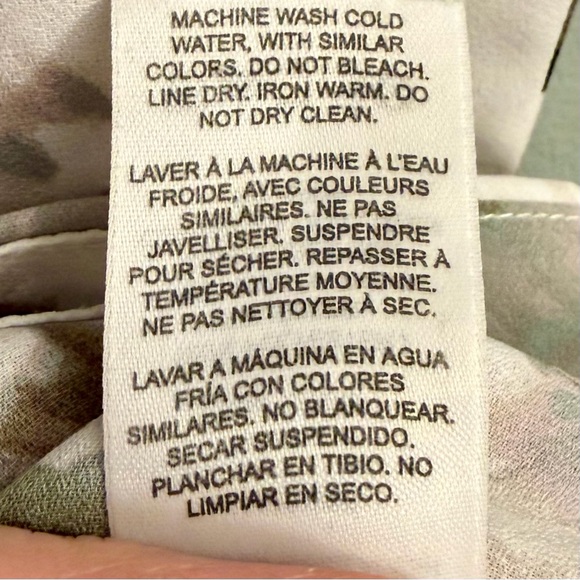 MACHINE WASH COLD
WATER, WITH SIMILAR
COLORS. DO NOT BLEACH.
LINE DRY. IRON WARM. DO
NOT DRY CLEAN.
LAVER À LA MACHINE À L'EAU
FROIDE, AVEC COULEURS
SIMILAIRES. NE PAS
JAVELLISER. SUSPENDRE
POUR SÉCHER. REPASSER À
TEMPÉRATURE MOYENNE.
NE PAS NETTOYER À SEC.
LAVAR A MÁQUINA EN AGUA
FRÍA CON COLORES
SIMILARES. NO BLANQUEAR.
SECAR SUSPENDIDO.
PLANCHAR EN TIBIO. NO
LIMPIAR EN SECO.